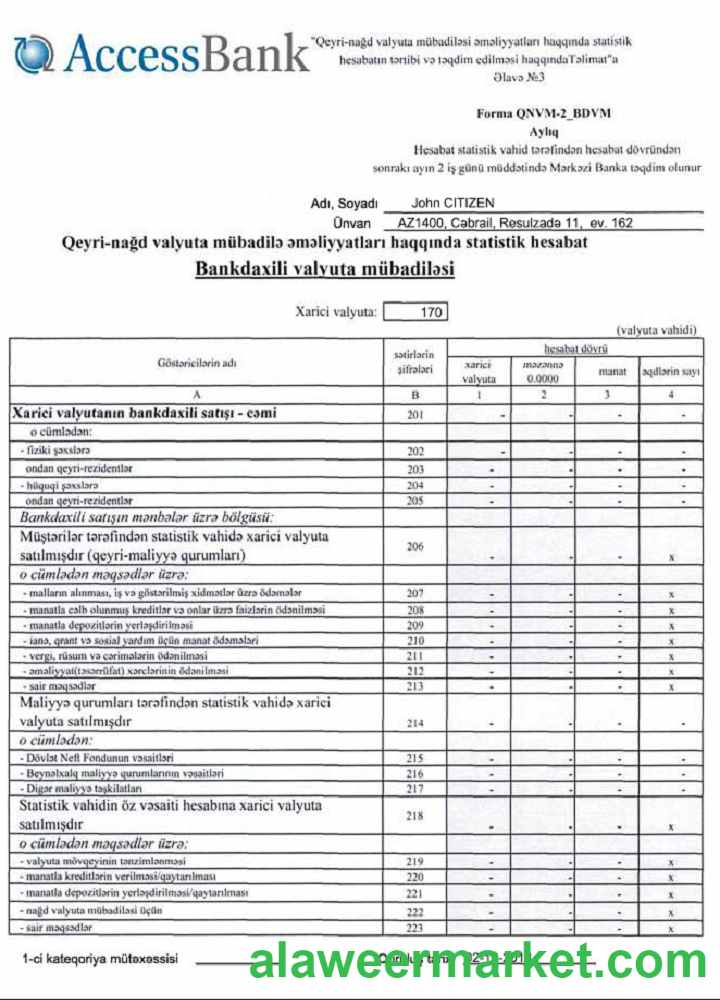 AccessBank
"Qeyri-nağd valyuta mübadiləsi əməliyyatları haqqında statistik
hesabatın tərtibi və təqdim edilməsi haqqındaTəlimat"a
Əlavə №3
Forma QNVM-2_BDVM
Aylıq
Hesabat statistik vahid tərəfindən hesabat dövründən
sonrakı ayın 2 iş günü müddətində Mərkəzi Banka təqdim olunur
Adı, Soyadı John CITIZEN
Ünvan AZ1400, Cəbrail, Resulzadə 11, ev. 162
Qeyri-nağd valyuta mübadilə əməliyyatları haqqında statistik hesabat
Bankdaxili valyuta mübadiləsi
Xarici valyuta: 170
(valyuta vahidi)
Göstəricilərin adı sətirlərin şifrələri hesabat dövrü
xarici valyuta məzənnə 0.0000 manat əqdlərin sayı
A B 1 2 3 4
Xarici valyutanın bankdaxili satışı - cəmi 201 - - - -
o cümlədən:
- fiziki şəxslərə 202 - - - -
ondan qeyri-rezidentlər 203 - - - -
- hüquqi şəxslərə 204 - - - -
ondan qeyri-rezidentlər 205 - - - -
Bankdaxili satışın mənbələr üzrə bölgüsü:
Müştərilər tərəfindən statistik vahidə xarici valyuta
satılmışdır (qeyri-maliyyə qurumları) 206 - - - x
o cümlədən məqsədlər üzrə:
- malların alınması, iş və göstərilmiş xidmətlər üzrə ödəmələr 207 - - - x
- manatla cəlb olunmuş kreditlər və onlar üzrə faizlərin ödənilməsi 208 - - - x
- manatla depozitlərin yerləşdirilməsi 209 - - - x
- ianə, qrant və sosial yardım üçün manat ödəmələri 210 - - - x
- vergi, rüsum və cərimələrin ödənilməsi 211 - - - x
- əməliyyat(təsərrüfat) xərclərinin ödənilməsi 212 - - - x
- sair məqsədlər 213 - - - x
Maliyyə qurumları tərəfindən statistik vahidə xarici
valyuta satılmışdır 214 - - - -
o cümlədən:
- Dövlət Neft Fondunun vəsaitləri 215 - - - -
- Beynəlxalq maliyyə qurumlarının vəsaitləri 216 - - - -
- Digər maliyyə təşkilatları 217 - - - -
Statistik vahidin öz vəsaiti hesabına xarici valyuta
satılmışdır 218 - - - x
o cümlədən məqsədlər üzrə:
- valyuta mövqeyinin tənzimlənməsi 219 - - - x
- manatla kreditlərin verilməsi/qaytarılması 220 - - - x
- manatla depozitlərin yerləşdirilməsi/qaytarılması 221 - - - x
- nağd valyuta mübadiləsi üçün 222 - - - x
- sair məqsədlər 223 - - - x
1-ci kateqoriya mütəxəssisi
alaweermarket.com